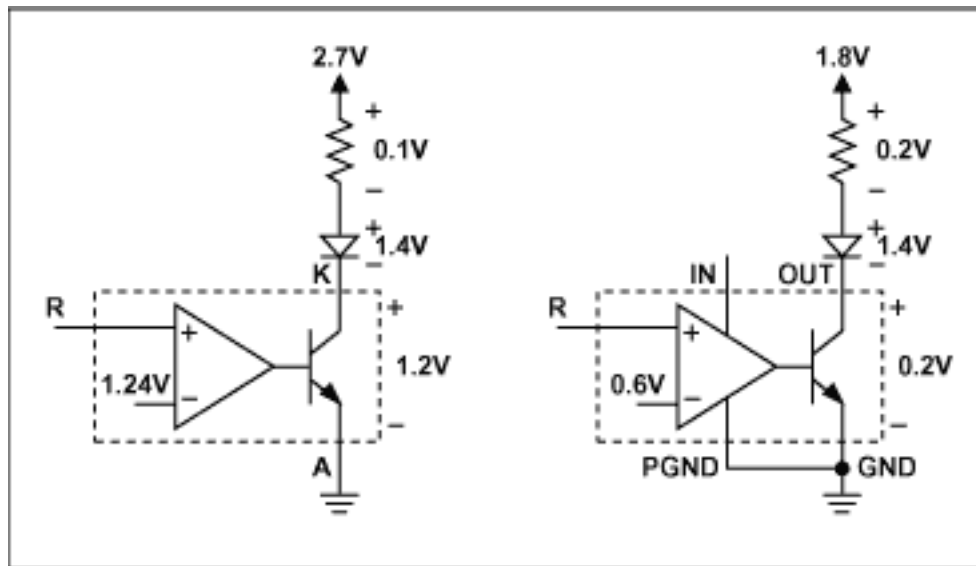 2.7V
+
0.1V
−
+
1.4V
−
K
R
+
+
1.24V
−
1.2V
−
A
1.8V
+
0.2V
−
+
1.4V
−
IN
OUT
R
+
+
0.6V
−
0.2V
−
PGND
GND